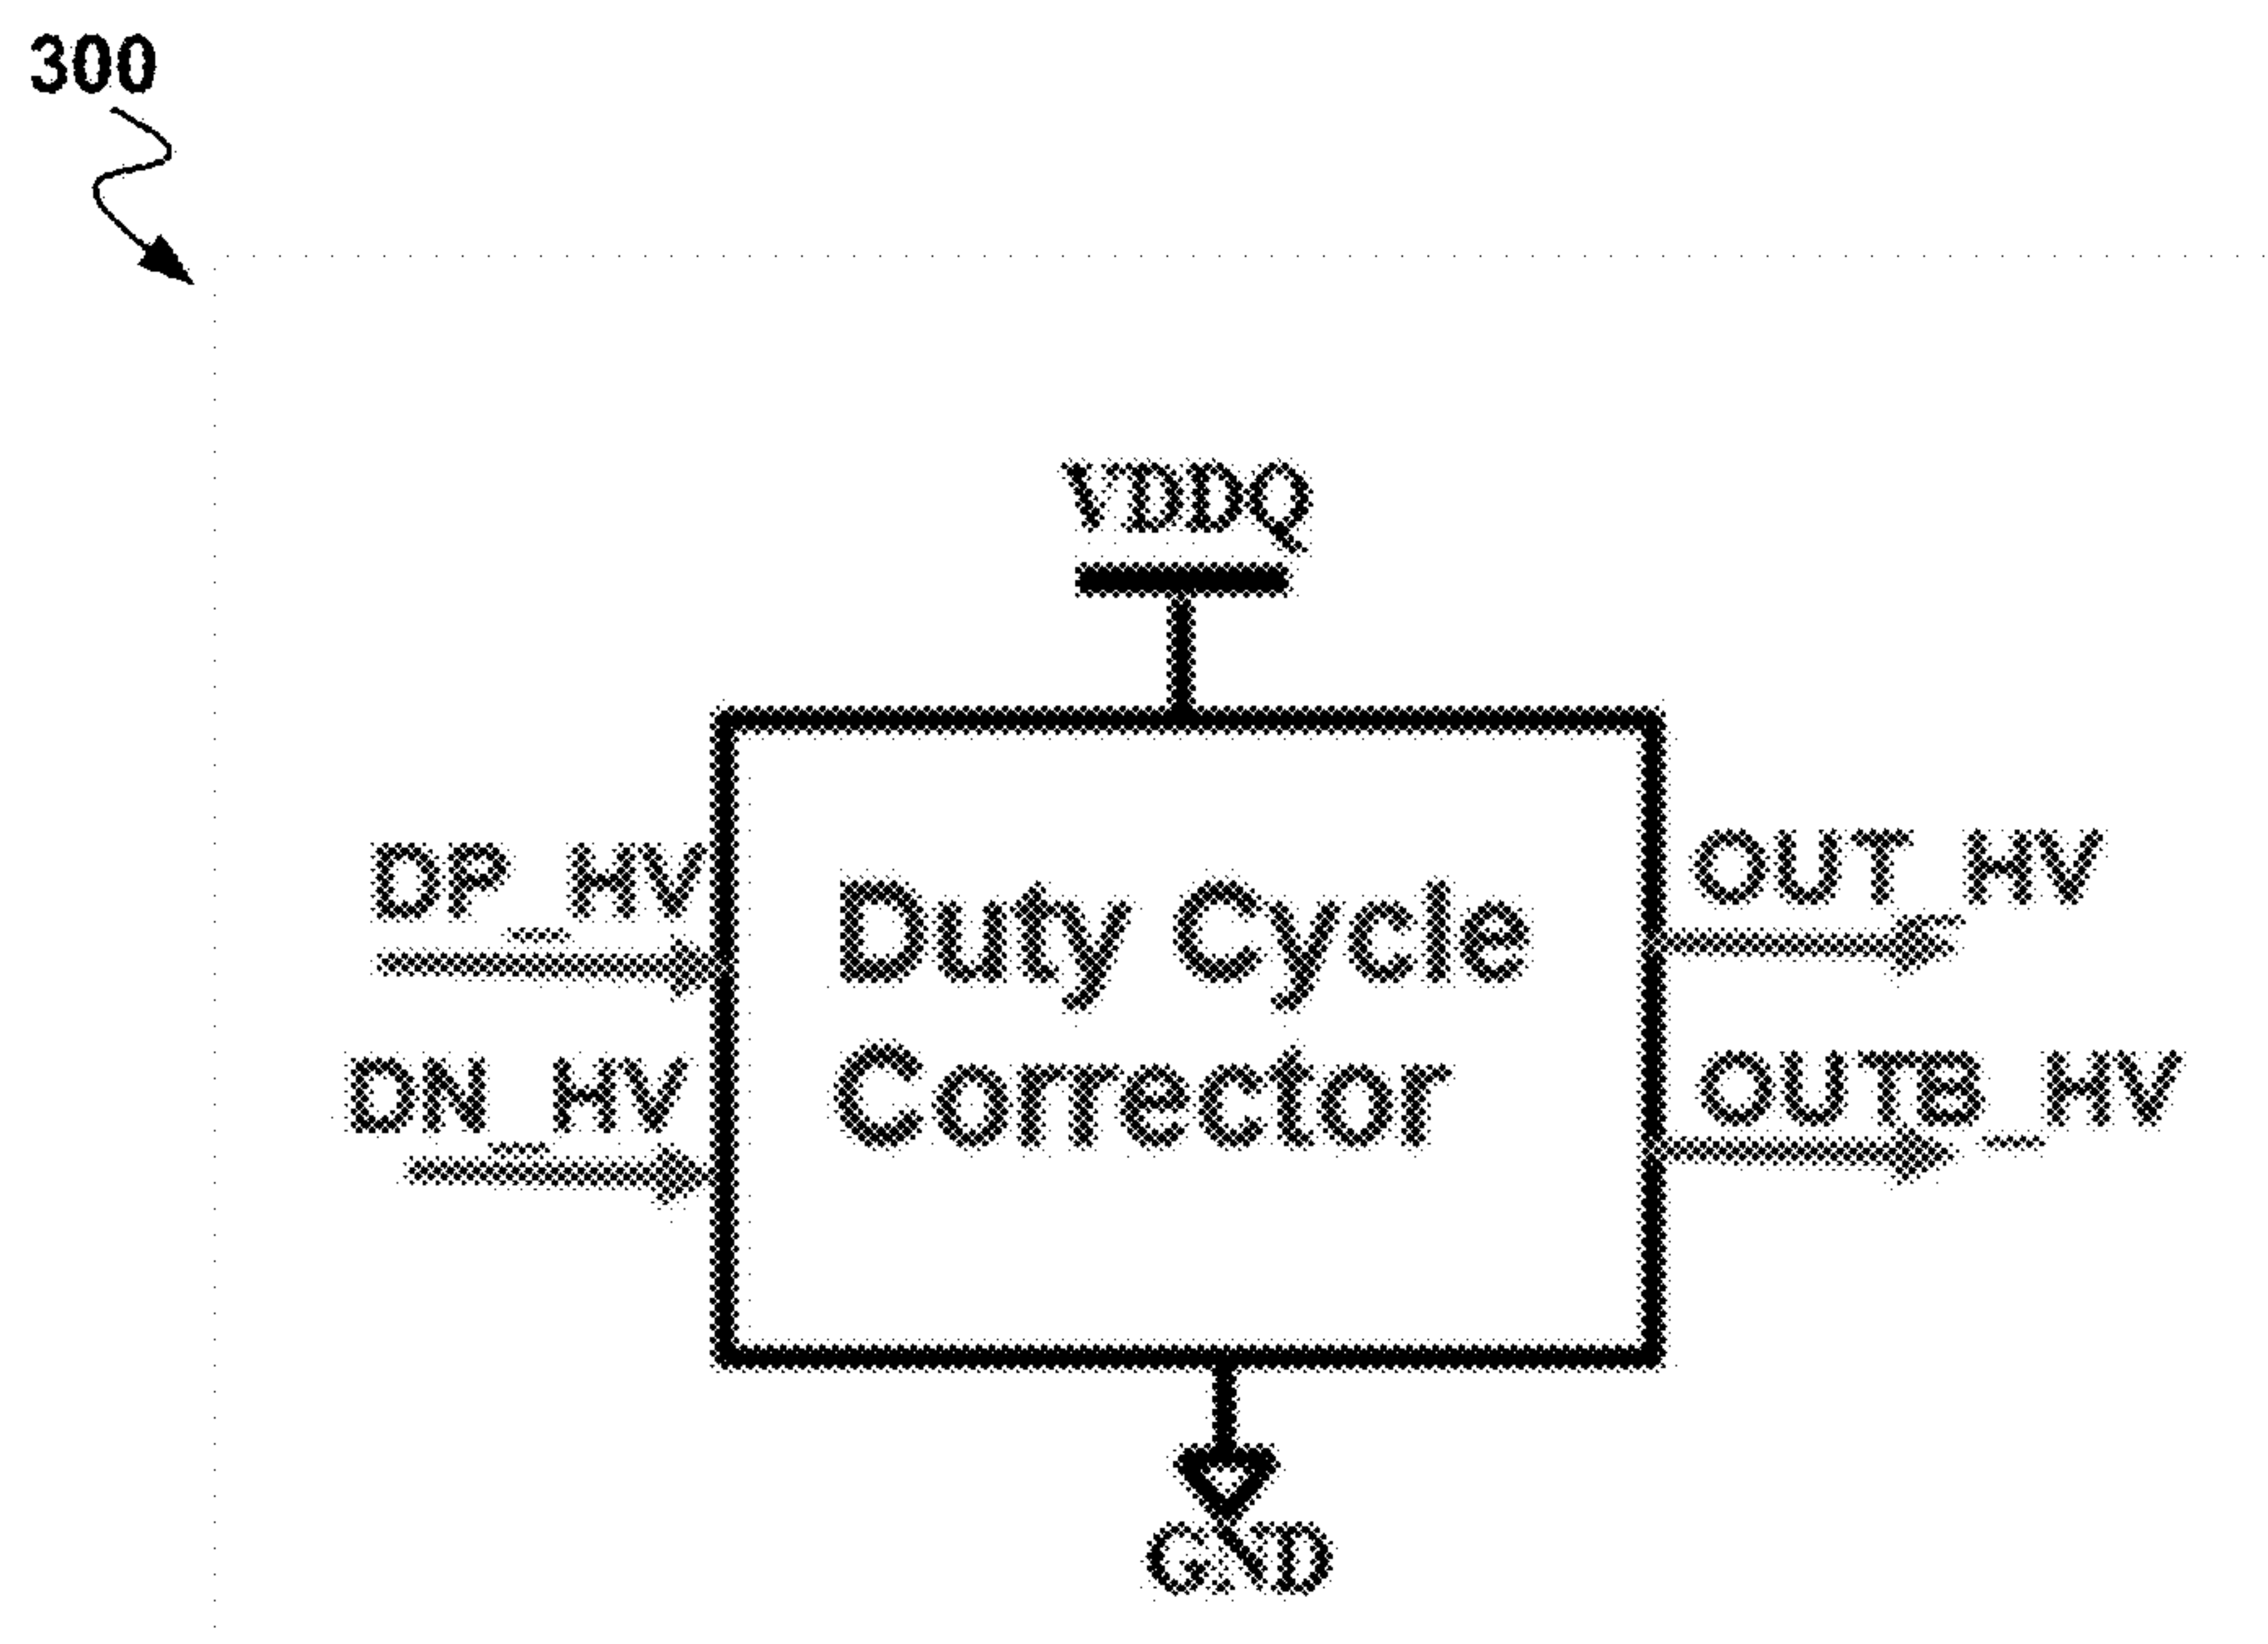 300
VDDQ
DP_HV
OUT_HV
Duty Cycle
Corrector
DN_HV
OUTB_HV
GND